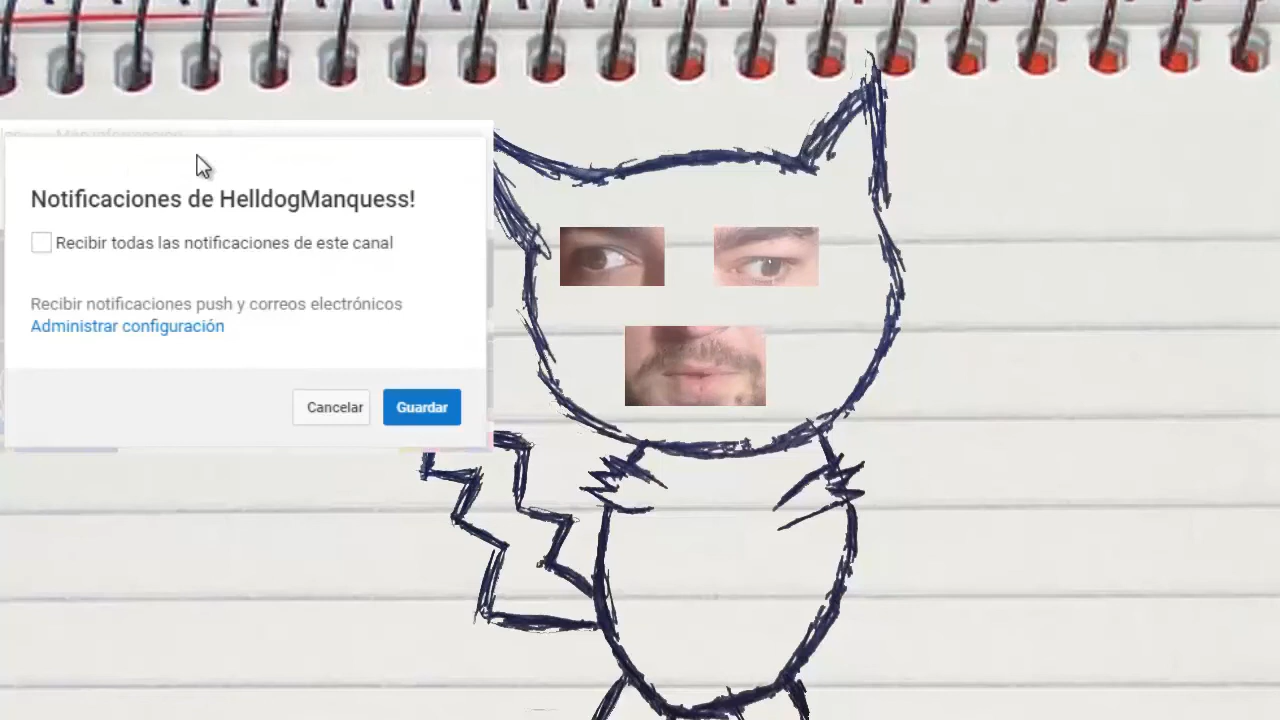 Notificaciones de HelldogManquess!
Recibir todas las notificaciones de este canal
Recibir notificaciones push y correos electrónicos
Administrar configuración
Cancelar
Guardar